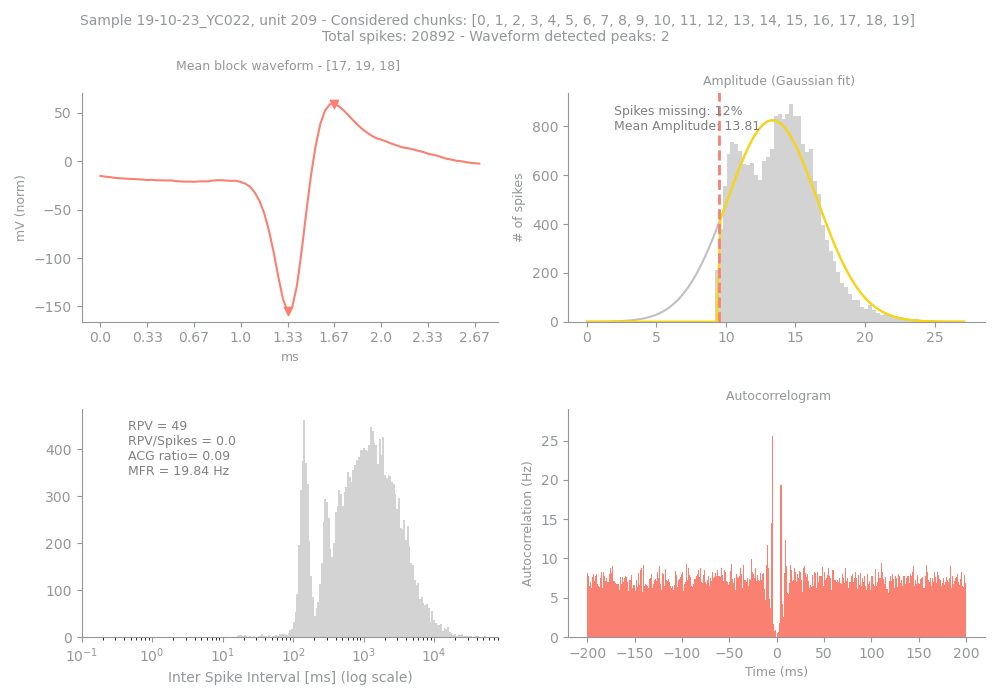 Sample 19-10-23_YC022, unit 209 - Considered chunks: [0, 1, 2, 3, 4, 5, 6, 7, 8, 9, 10, 11, 12, 13, 14, 15, 16, 17, 18, 19]
Total spikes: 20892 - Waveform detected peaks: 2
Mean block waveform - [17, 19, 18]
50
0
−50
−100
−150
mV (norm)
0.0 0.33 0.67 1.0 1.33 1.67 2.0 2.33 2.67
ms
Amplitude (Gaussian fit)
Spikes missing: 12%
Mean Amplitude: 13.81
800
600
400
200
0
# of spikes
0 5 10 15 20 25
RPV = 49
RPV/Spikes = 0.0
ACG ratio= 0.09
MFR = 19.84 Hz
400
300
200
100
0
10⁻¹ 10⁰ 10¹ 10² 10³ 10⁴
Inter Spike Interval [ms] (log scale)
Autocorrelogram
25
20
15
10
5
0
Autocorrelation (Hz)
−200 −150 −100 −50 0 50 100 150 200
Time (ms)